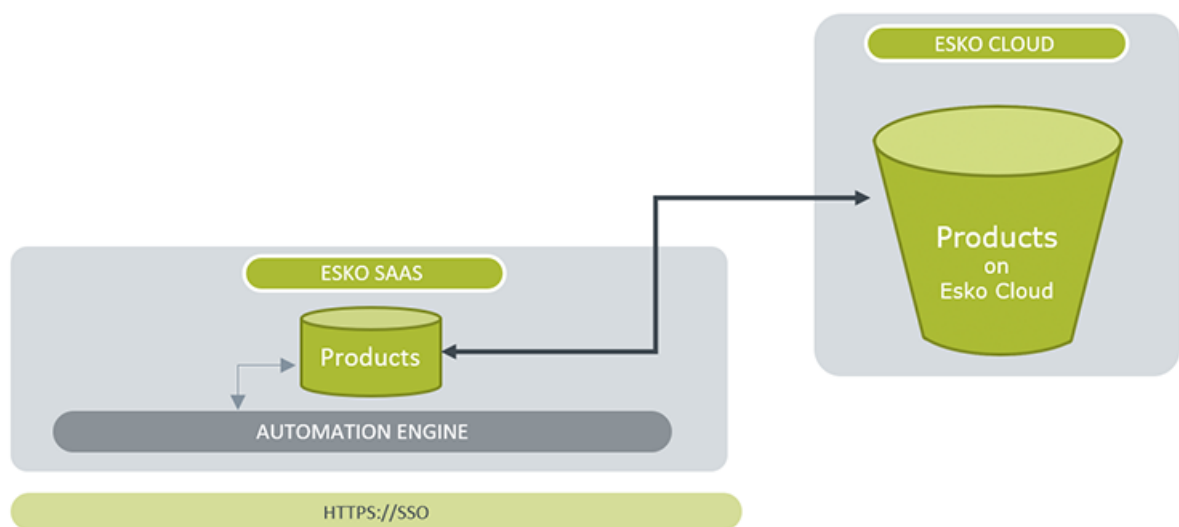 ESKO CLOUD
Products
on
Esko Cloud
ESKO SAAS
Products
AUTOMATION ENGINE
HTTPS://SSO